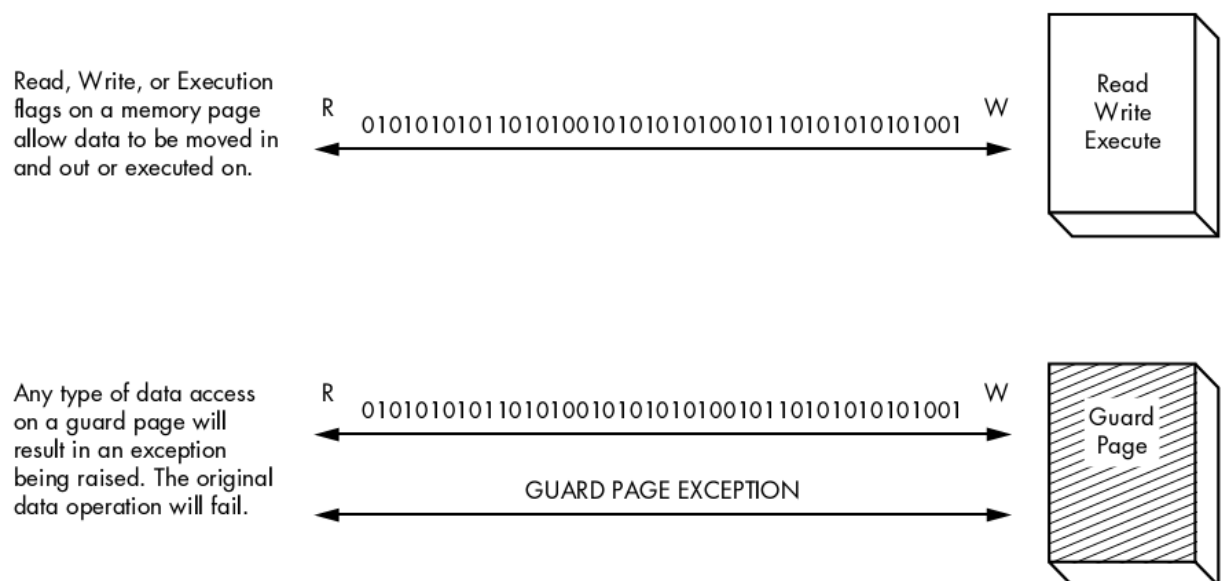 Read, Write, or Execution
flags on a memory page
allow data to be moved in
and out or executed on.
R
010101010110101001010101010010110101010101001
W
Read
Write
Execute
Any type of data access
on a guard page will
result in an exception
being raised. The original
data operation will fail.
R
010101010110101001010101010010110101010101001
W
GUARD PAGE EXCEPTION
Guard
Page